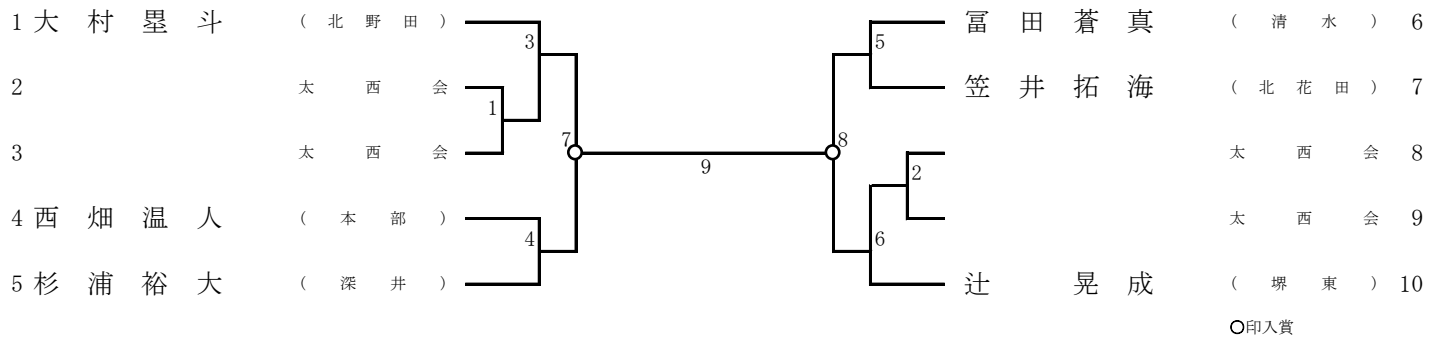 1 大村塁斗 （北野田） 3 5 冨田蒼真 （清水） 6
2 太西会 1 笠井拓海 （北花田） 7
3 太西会 7 9 8 2 太西会 8
4 西畑温人 （本部） 4 6 太西会 9
5 杉浦裕大 （深井） 辻晃成 （堺東） 10
○印入賞